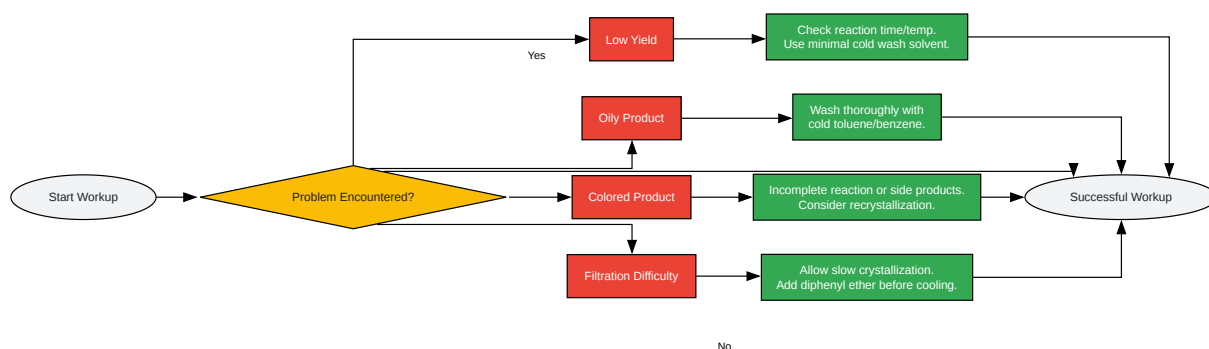 Low Yield
Check reaction time/temp.
Use minimal cold wash solvent.
Yes
Oily Product
Wash thoroughly with
cold toluene/benzene.
Start Workup
Problem Encountered?
Colored Product
Incomplete reaction or side products.
Consider recrystallization.
Successful Workup
Filtration Difficulty
Allow slow crystallization.
Add diphenyl ether before cooling.
No